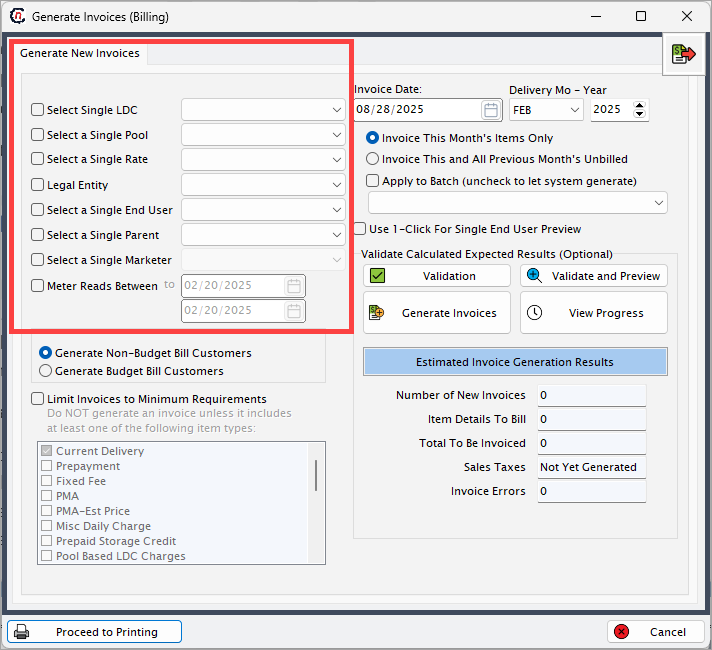 Generate Invoices (Billing)
Generate New Invoices
Select Single LDC
Select a Single Pool
Select a Single Rate
Legal Entity
Select a Single End User
Select a Single Parent
Select a Single Marketer
Meter Reads Between to 02/20/2025
02/20/2025
Generate Non-Budget Bill Customers
Generate Budget Bill Customers
Limit Invoices to Minimum Requirements
Do NOT generate an invoice unless it includes
at least one of the following item types:
Current Delivery
Prepayment
Fixed Fee
PMA
PMA-Est Price
Misc Daily Charge
Prepaid Storage Credit
Pool Based LDC Charges
Invoice Date: Delivery Mo - Year
08/28/2025 FEB 2025
Invoice This Month's Items Only
Invoice This and All Previous Month's Unbilled
Apply to Batch (uncheck to let system generate)
Use 1-Click For Single End User Preview
Validate Calculated Expected Results (Optional)
Validation Validate and Preview
Generate Invoices View Progress
Estimated Invoice Generation Results
Number of New Invoices 0
Item Details To Bill 0
Total To Be Invoiced 0
Sales Taxes Not Yet Generated
Invoice Errors 0
Proceed to Printing Cancel